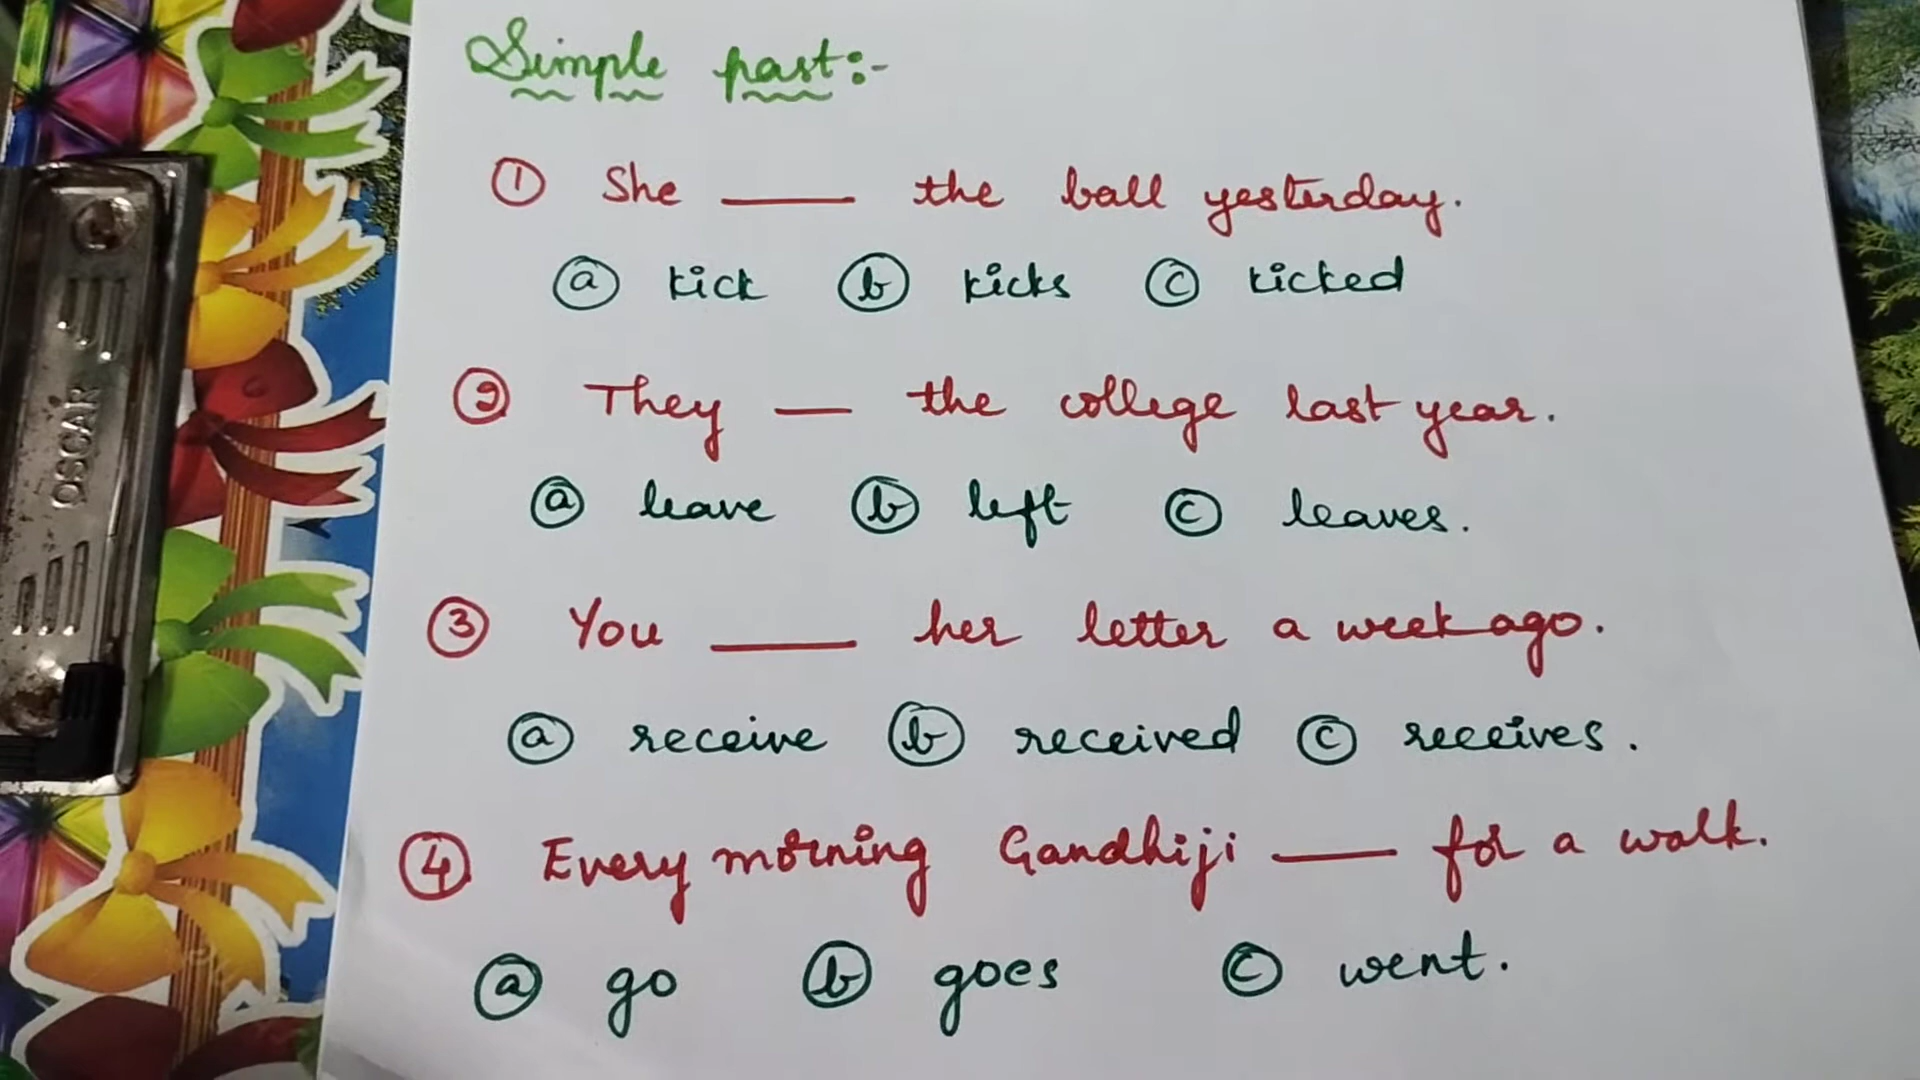 Simple past:-
① She ____ the ball yesterday.
ⓐ kick ⓑ kicks ⓒ kicked
② They ___ the college last year.
ⓐ leave ⓑ left ⓒ leaves.
③ You ____ her letter a week ago.
ⓐ receive ⓑ received ⓒ receives.
④ Every morning Gandhiji ____ for a walk.
ⓐ go ⓑ goes ⓒ went.
OSCAR